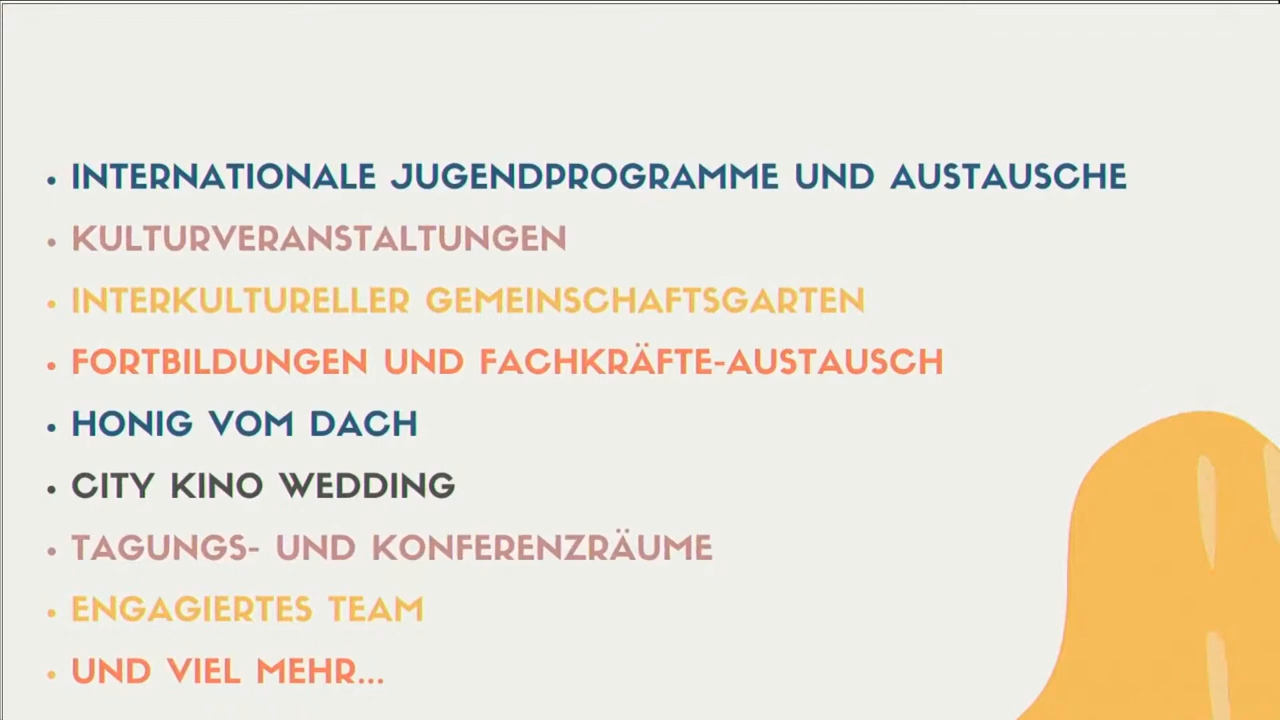 • INTERNATIONALE JUGENDPROGRAMME UND AUSTAUSCHE
• KULTURVERANSTALTUNGEN
• INTERKULTURELLER GEMEINSCHAFTSGARTEN
• FORTBILDUNGEN UND FACHKRÄFTE-AUSTAUSCH
• HONIG VOM DACH
• CITY KINO WEDDING
• TAGUNGS- UND KONFERENZRÄUME
• ENGAGIERTES TEAM
• UND VIEL MEHR...